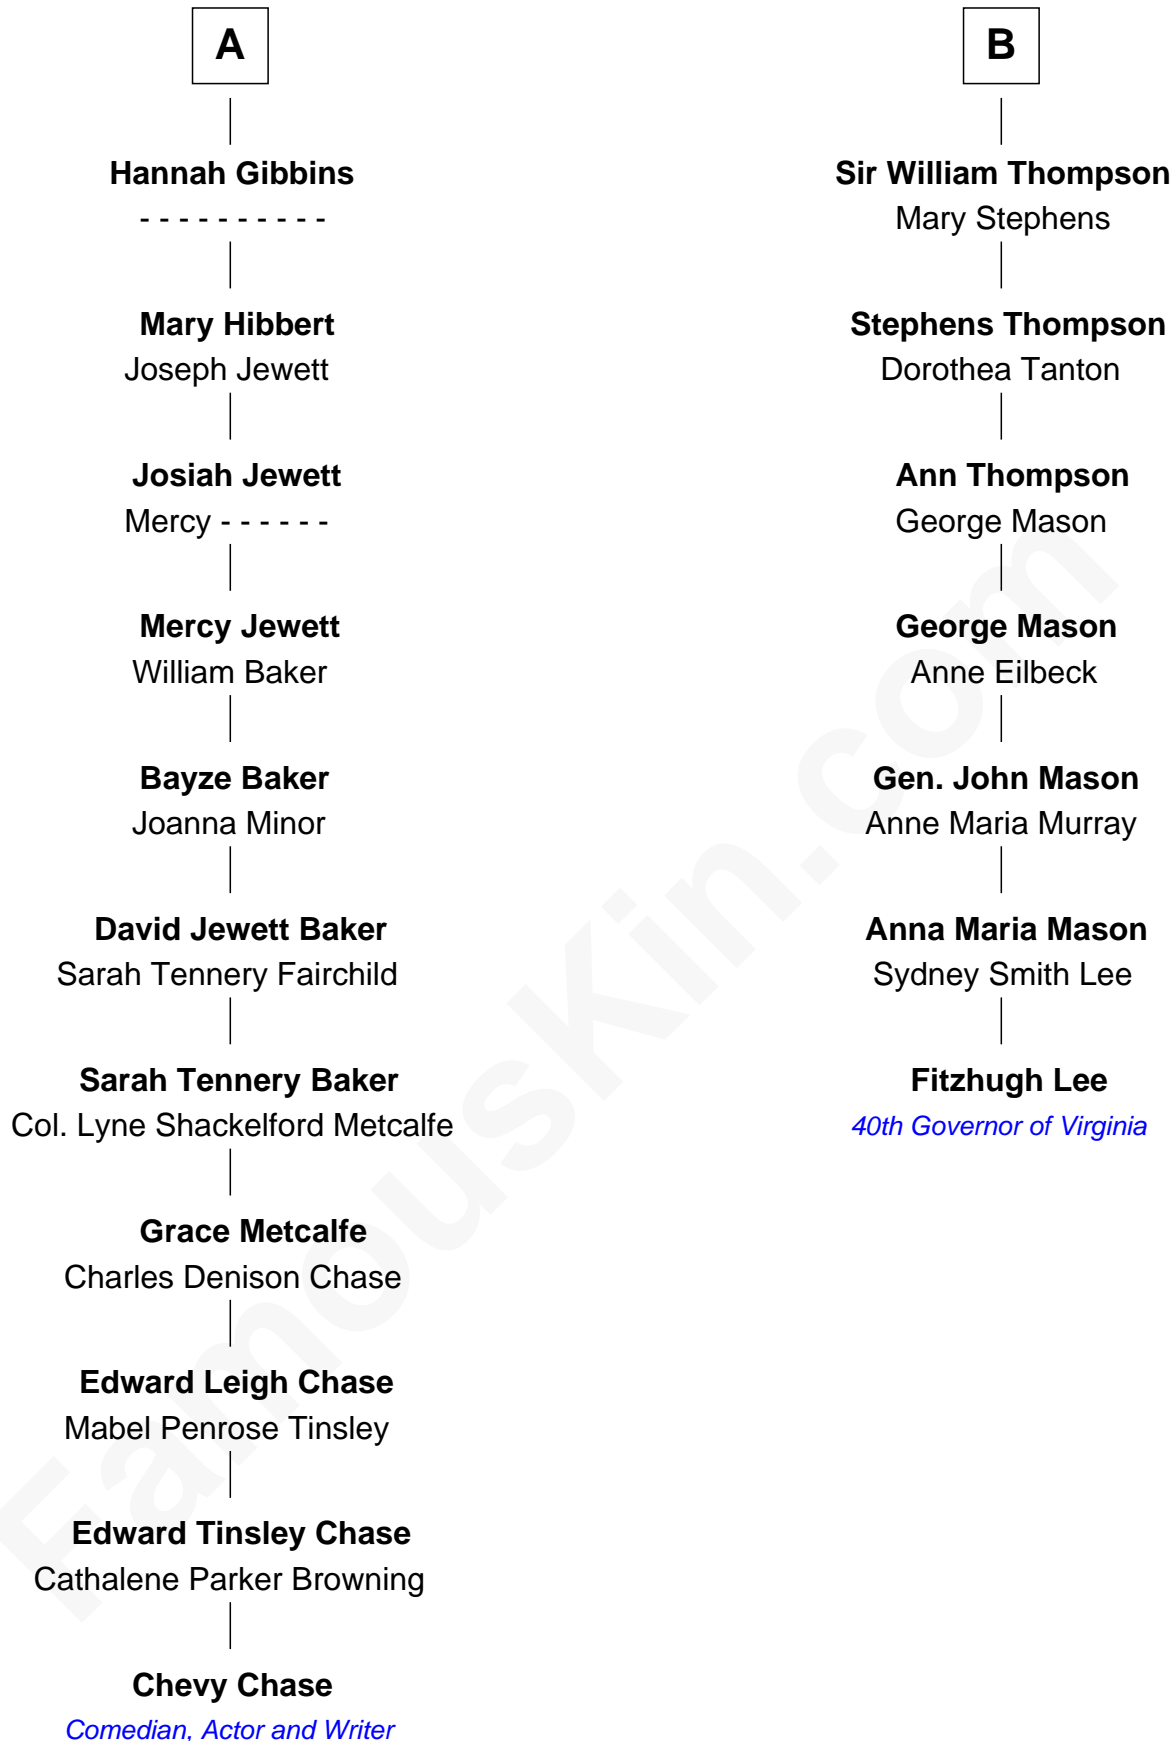 A
Hannah Gibbins
- - - - - - - - - -
Mary Hibbert
Joseph Jewett
Josiah Jewett
Mercy - - - - - -
Mercy Jewett
William Baker
Bayze Baker
Joanna Minor
David Jewett Baker
Sarah Tennery Fairchild
Sarah Tennery Baker
Col. Lyne Shackelford Metcalfe
Grace Metcalfe
Charles Denison Chase
Edward Leigh Chase
Mabel Penrose Tinsley
Edward Tinsley Chase
Cathalene Parker Browning
Chevy Chase
Comedian, Actor and Writer
B
Sir William Thompson
Mary Stephens
Stephens Thompson
Dorothea Tanton
Ann Thompson
George Mason
George Mason
Anne Eilbeck
Gen. John Mason
Anne Maria Murray
Anna Maria Mason
Sydney Smith Lee
Fitzhugh Lee
40th Governor of Virginia
FamousKin.com